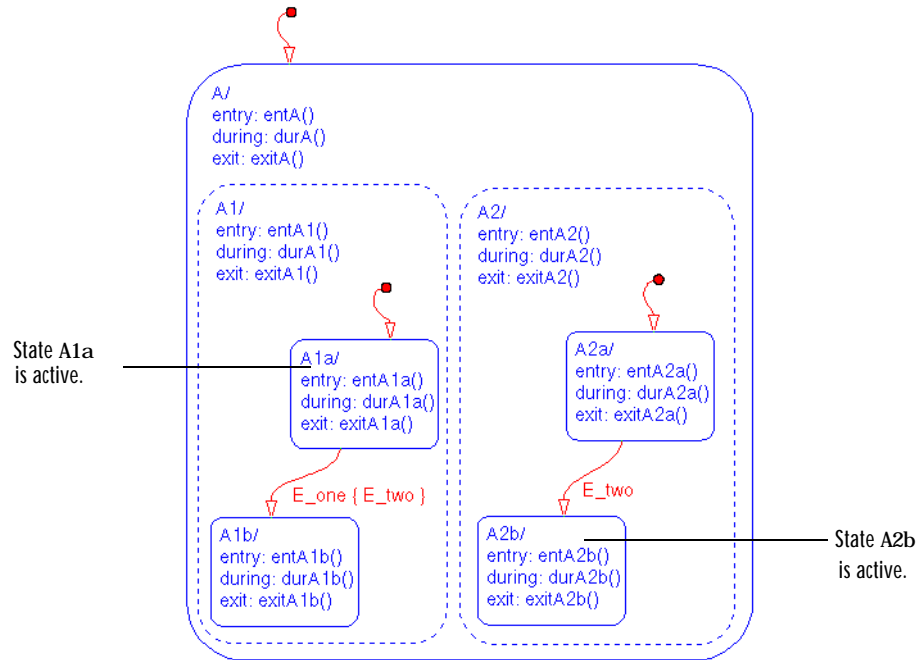 A/
entry: entA()
during: durA()
exit: exitA()
A1/
entry: entA1()
during: durA1()
exit: exitA1()
A2/
entry: entA2()
during: durA2()
exit: exitA2()
State A1a
is active.
A1a/
entry: entA1a()
during: durA1a()
exit: exitA1a()
A2a/
entry: entA2a()
during: durA2a()
exit: exitA2a()
E_one { E_two }
E_two
A1b/
entry: entA1b()
during: durA1b()
exit: exitA1b()
A2b/
entry: entA2b()
during: durA2b()
exit: exitA2b()
State A2b
is active.